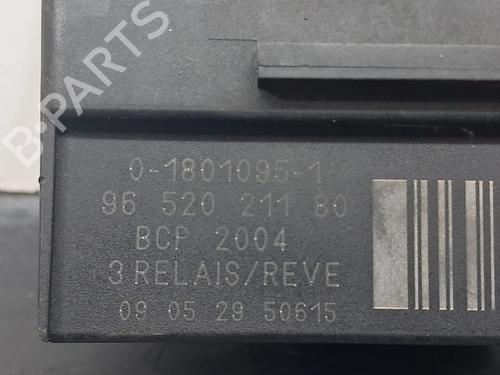 B-PARTS
0-1801095-1
96 520 211 80
BCP 2004
3 RELAIS/REVE
09 05 29 50615